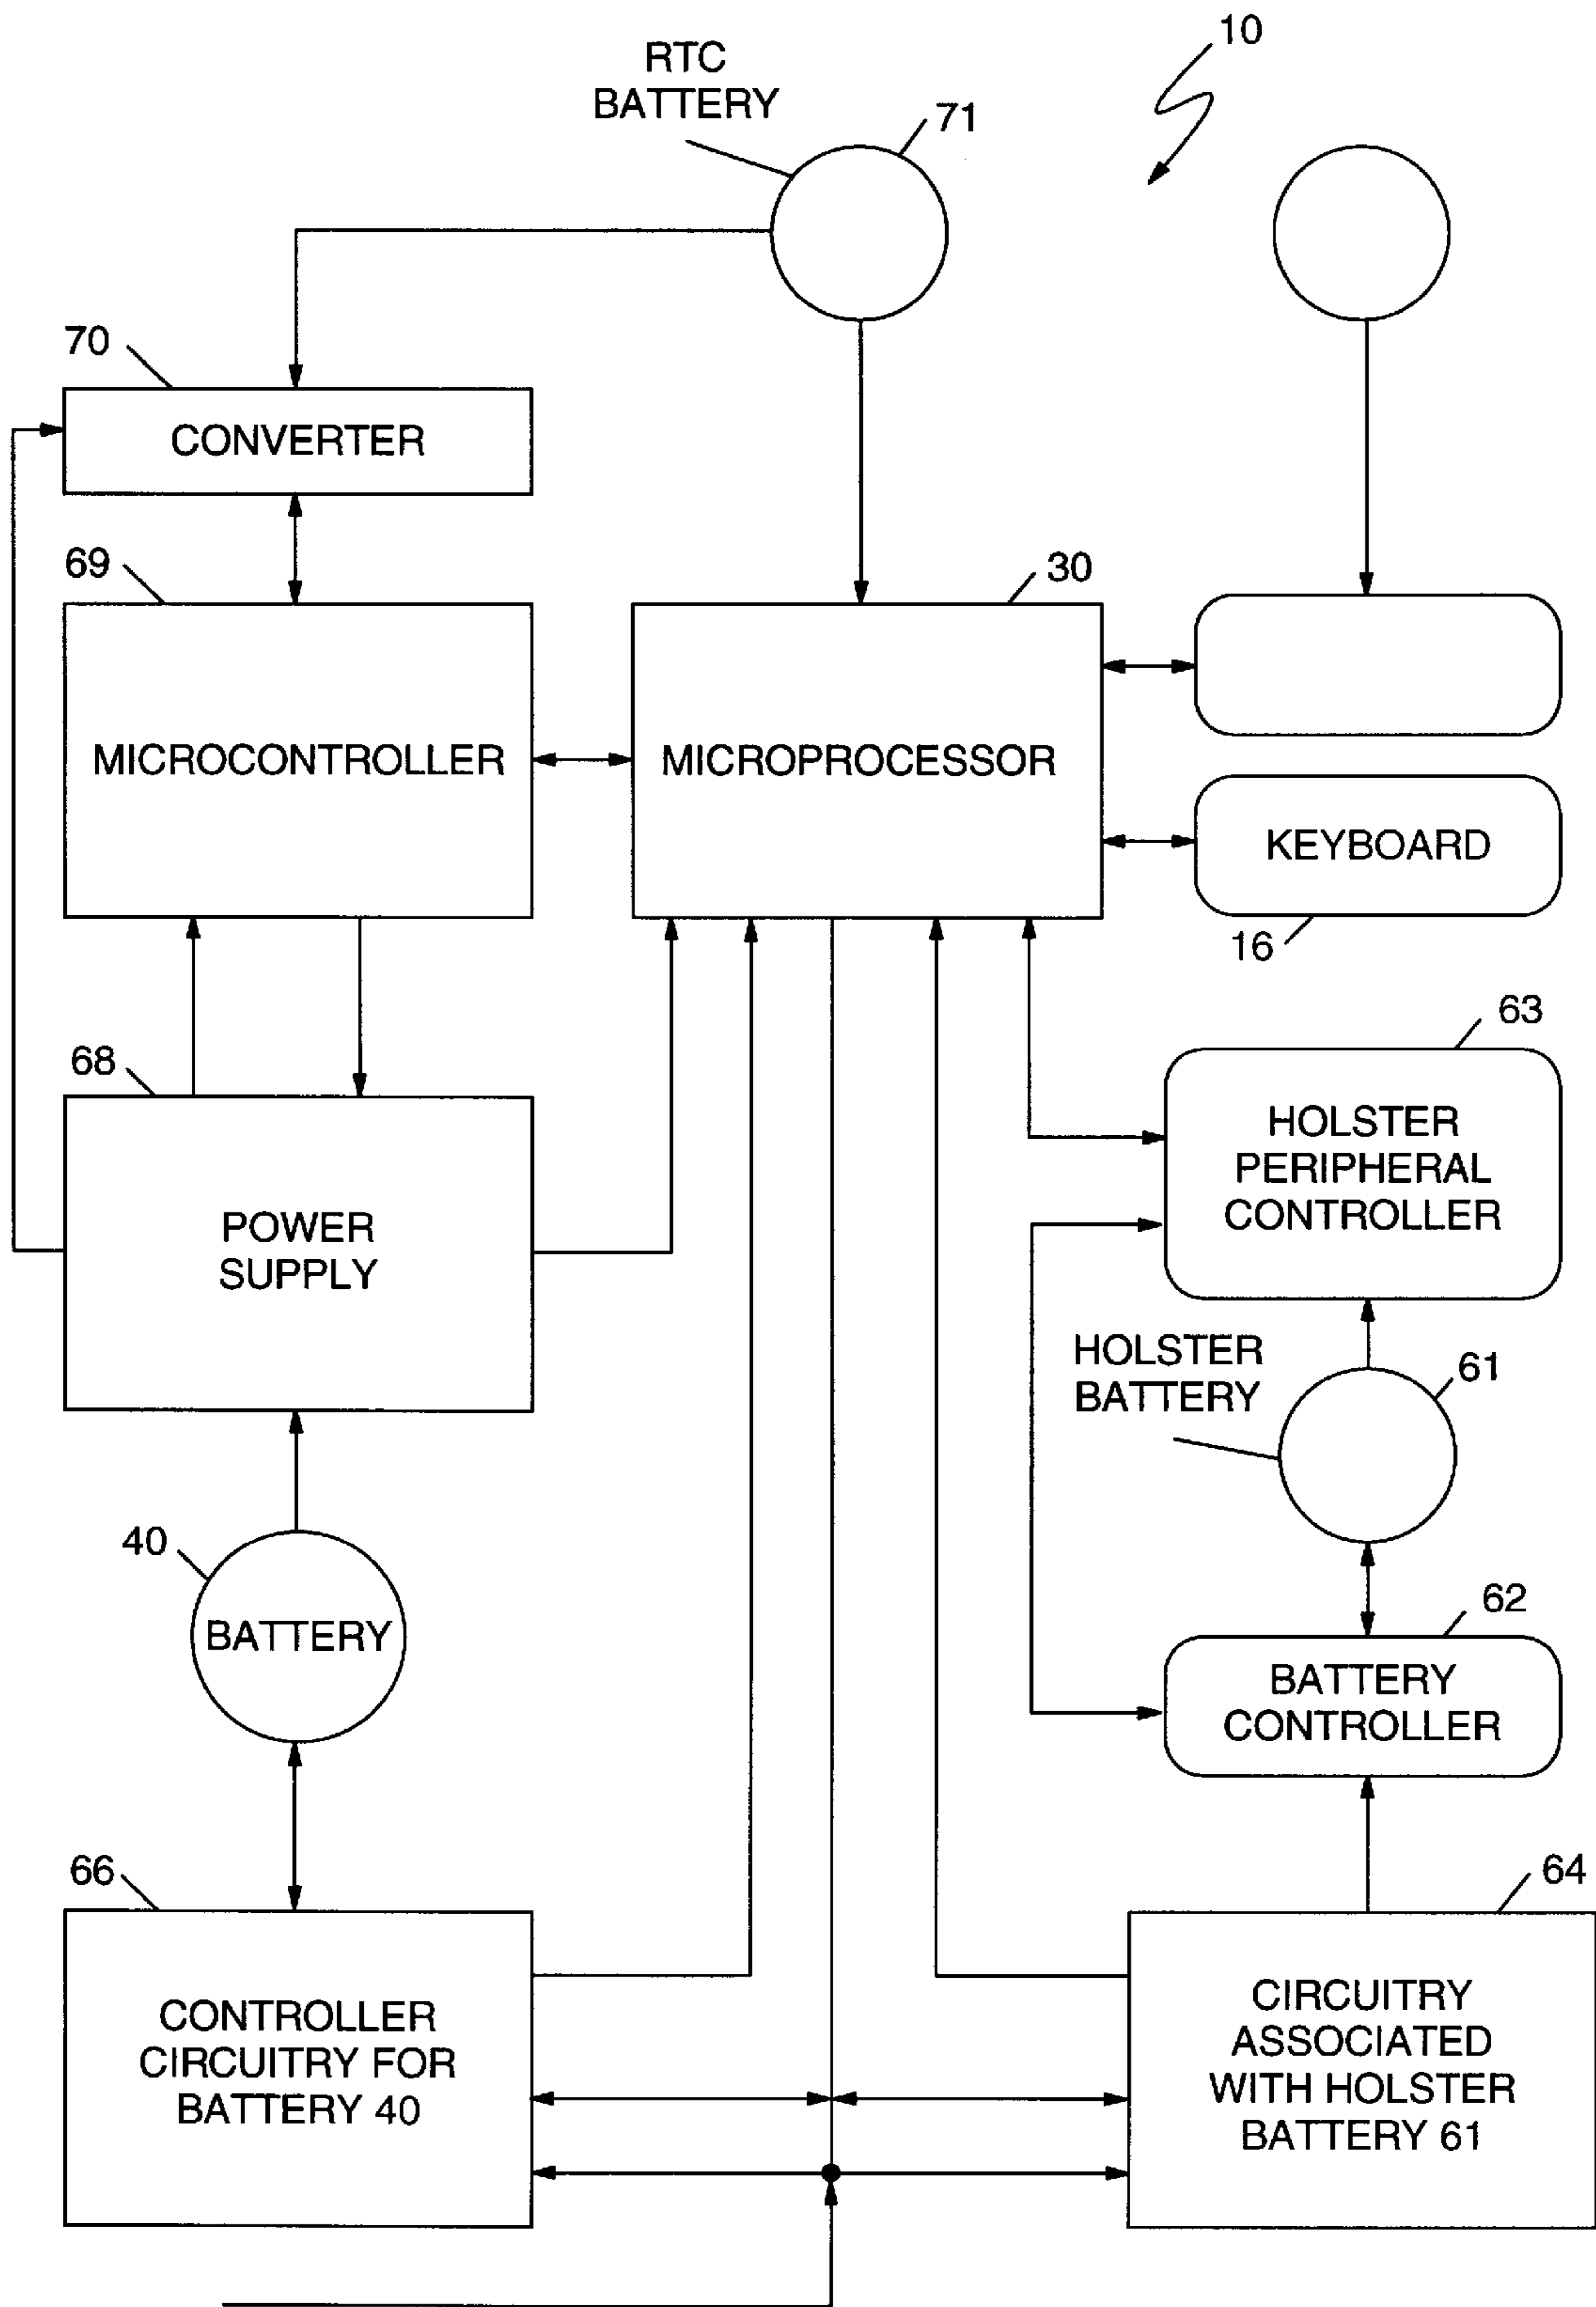 10
RTC
BATTERY
71
70
CONVERTER
69
30
MICROCONTROLLER
MICROPROCESSOR
KEYBOARD
16
63
68
HOLSTER
PERIPHERAL
CONTROLLER
POWER
SUPPLY
HOLSTER
BATTERY
61
40
BATTERY
62
BATTERY
CONTROLLER
66
64
CONTROLLER
CIRCUITRY FOR
BATTERY 40
CIRCUITRY
ASSOCIATED
WITH HOLSTER
BATTERY 61